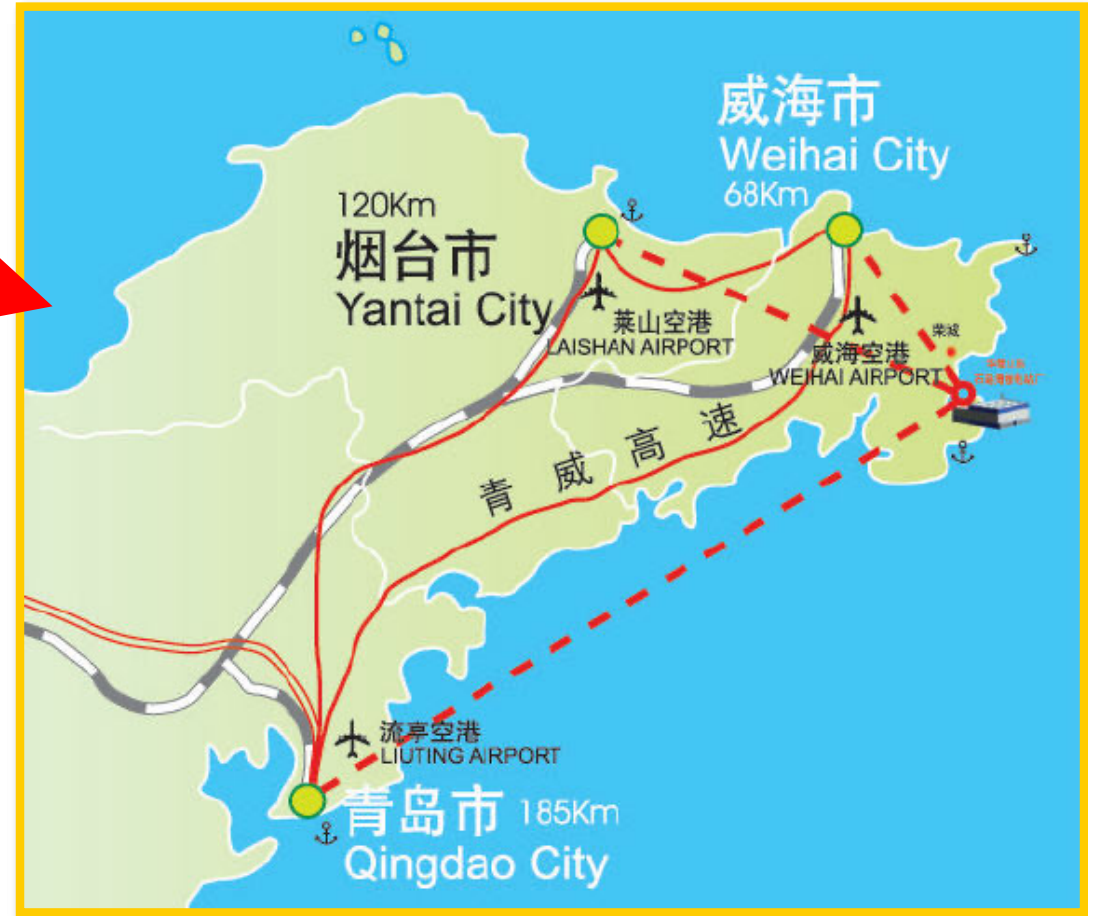 威海市
Weihai City
68Km
120Km
烟台市
Yantai City
莱山空港
LAISHAN AIRPORT
荣城
威海空港
WEIHAI AIRPORT
青威高速
流亭空港
LIUTING AIRPORT
青岛市 185Km
Qingdao City